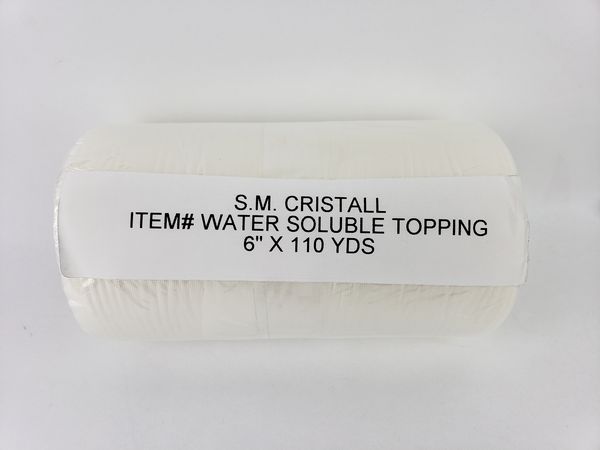 S.M. CRISTALL
ITEM# WATER SOLUBLE TOPPING
6" X 110 YDS